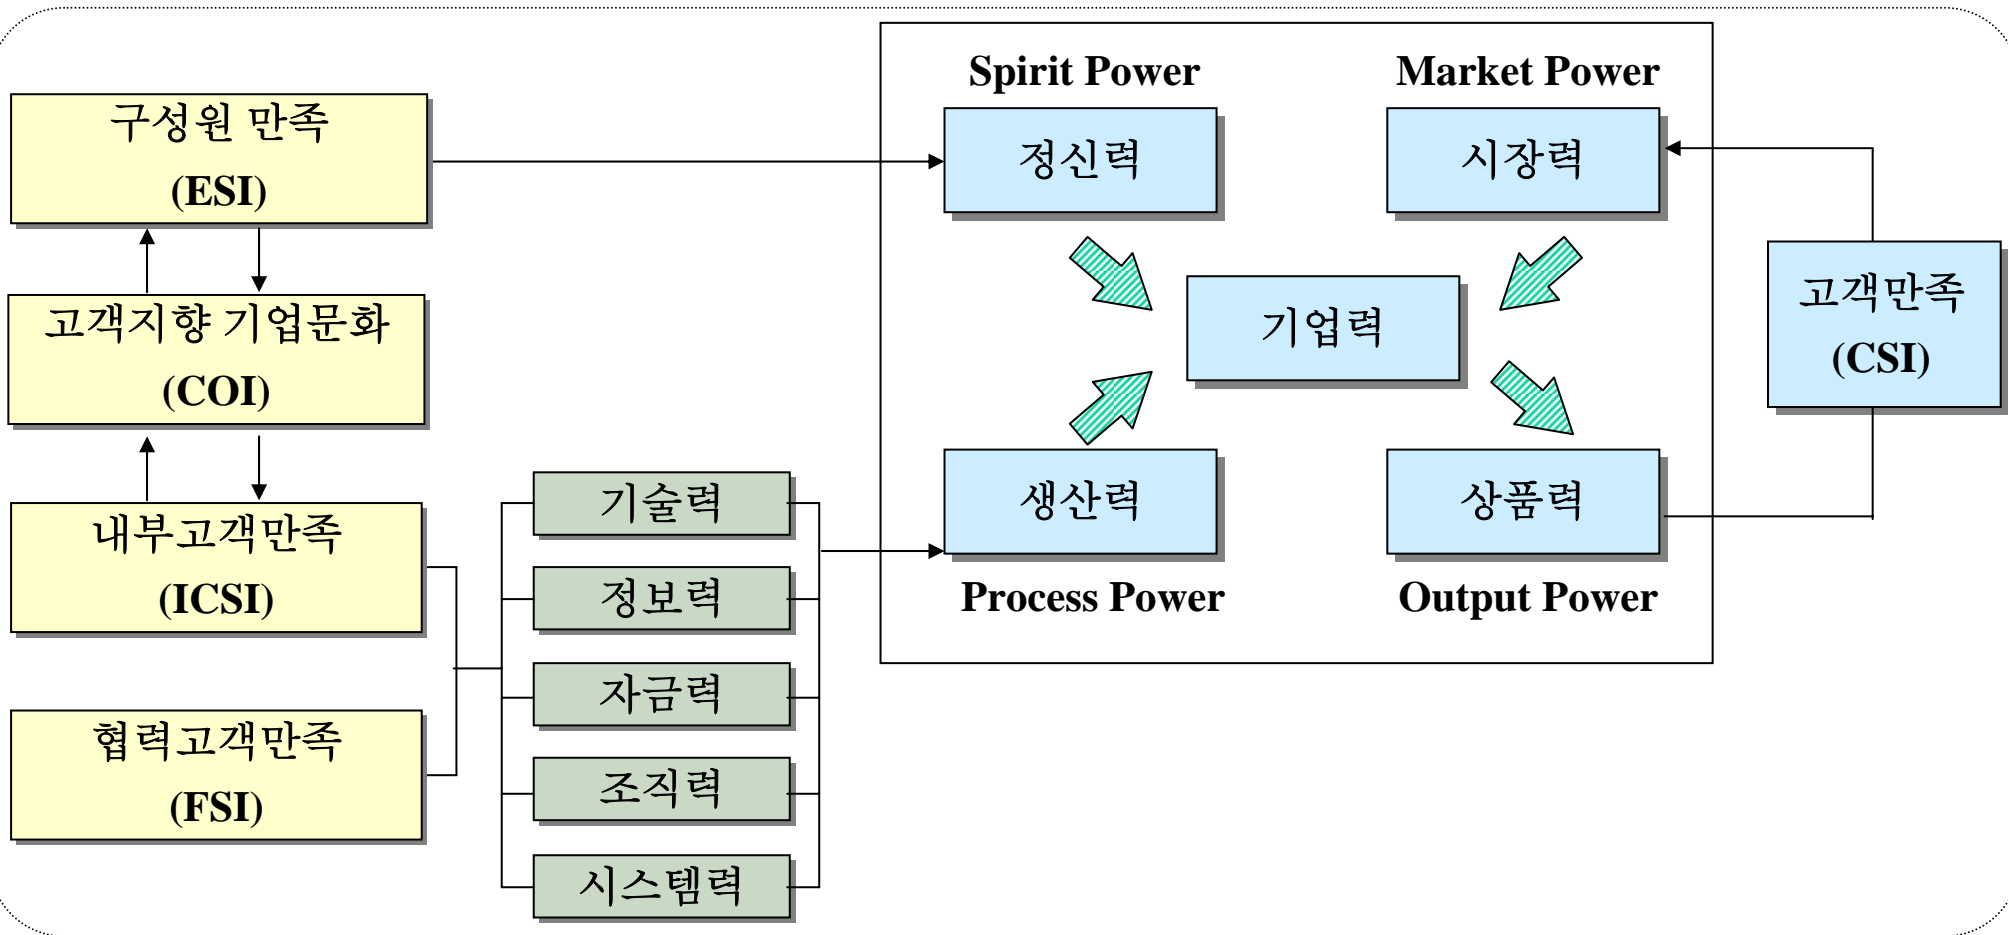 구성원 만족
(ESI)
고객지향 기업문화
(COI)
내부고객만족
(ICSI)
협력고객만족
(FSI)
기술력
정보력
자금력
조직력
시스템력
Spirit Power
정신력
Market Power
시장력
기업력
생산력
Process Power
상품력
Output Power
고객만족
(CSI)